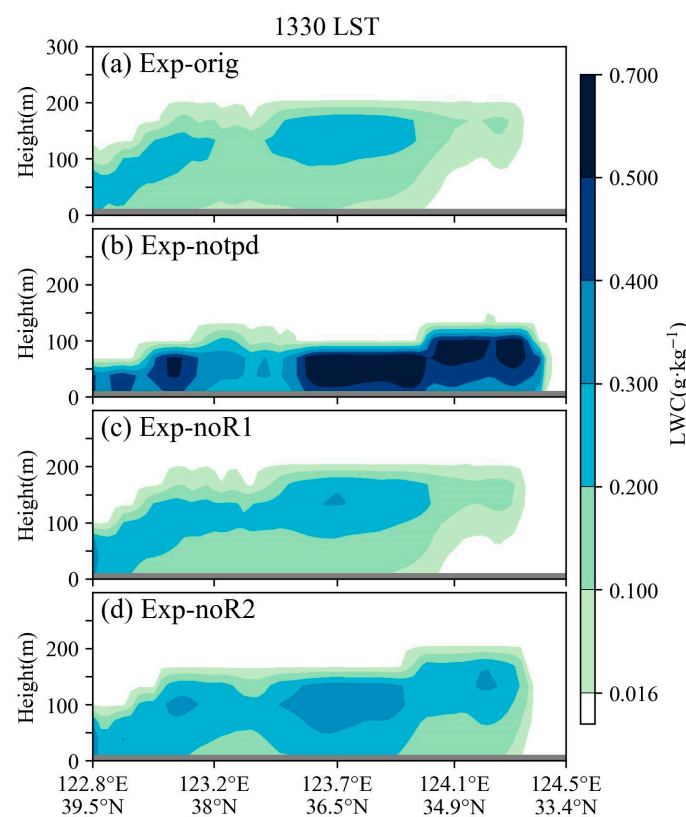 1330 LST
(a) Exp-orig
300
200
100
0
Height(m)
(b) Exp-notpd
200
100
0
Height(m)
(c) Exp-noR1
200
100
0
Height(m)
(d) Exp-noR2
200
100
0
Height(m)
122.8°E 123.2°E 123.7°E 124.1°E 124.5°E
39.5°N 38°N 36.5°N 34.9°N 33.4°N
0.700
0.500
0.400
0.300
0.200
0.100
0.016
LWC(g·kg⁻¹)